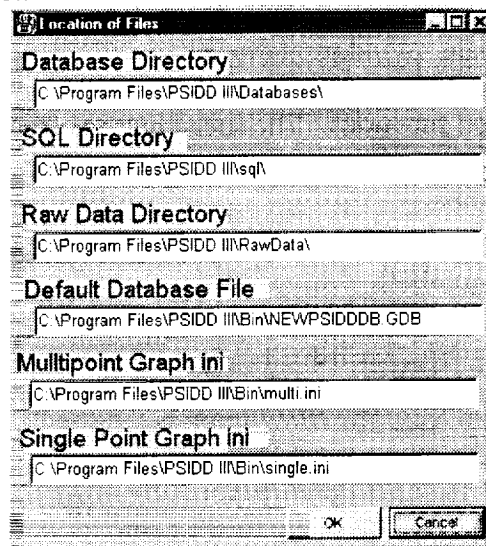 Location of Files
Database Directory
C:\Program Files\PSIDD III\Databases\
SQL Directory
C:\Program Files\PSIDD III\sql\
Raw Data Directory
C:\Program Files\PSIDD III\RawData\
Default Database File
C:\Program Files\PSIDD III\Bin\NEWPSIDDDB.GDB
Mulltipoint Graph ini
C:\Program Files\PSIDD III\Bin\multi.ini
Single Point Graph Ini
C:\Program Files\PSIDD III\Bin\single.ini
OK
Cancel